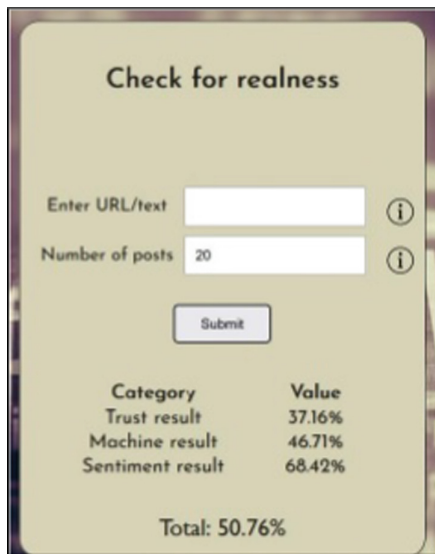 Check for realness
Enter URL/text
Number of posts 20
Submit
Category Value
Trust result 37.16%
Machine result 46.71%
Sentiment result 68.42%
Total: 50.76%